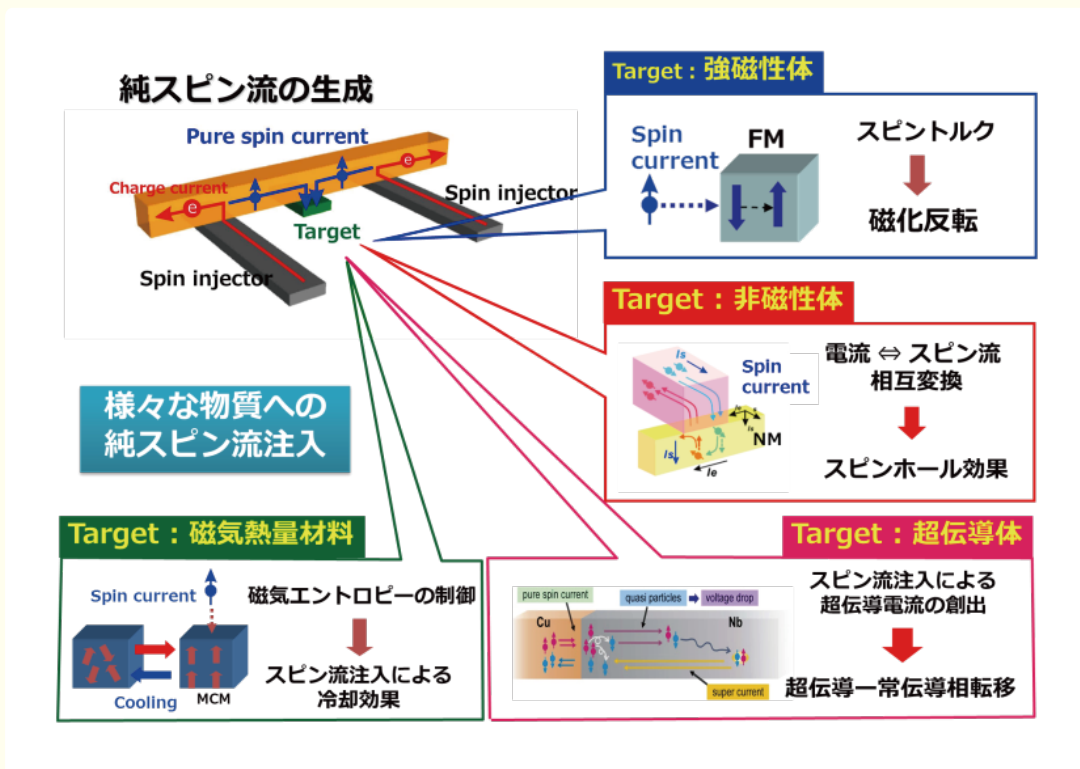 純スピン流の生成
Pure spin current
e
Charge current
e
Spin injector
Target
Spin injector
Target：強磁性体
Spin
current
FM
スピントルク
磁化反転
Target：非磁性体
Is
Spin
current
NM
Is
Ie
電流 ⇔ スピン流
相互変換
スピンホール効果
様々な物質への
純スピン流注入
Target：磁気熱量材料
Spin current
Cooling
MCM
磁気エントロピーの制御
スピン流注入による
冷却効果
Target：超伝導体
pure spin current
quasi particles
voltage drop
Cu
Nb
super current
スピン流注入による
超伝導電流の創出
超伝導ー常伝導相転移